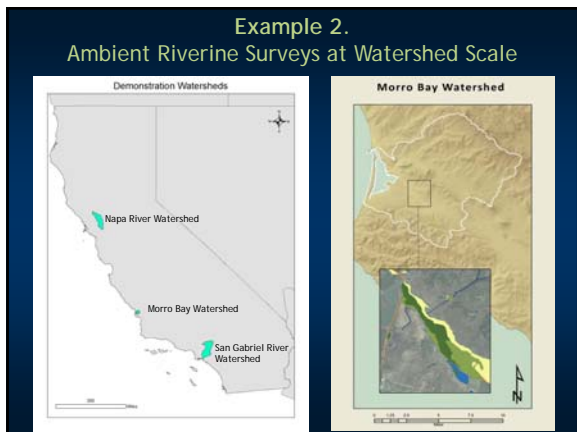 Example 2.
Ambient Riverine Surveys at Watershed Scale
Demonstration Watersheds
Napa River Watershed
Morro Bay Watershed
San Gabriel River
Watershed
Morro Bay Watershed
N